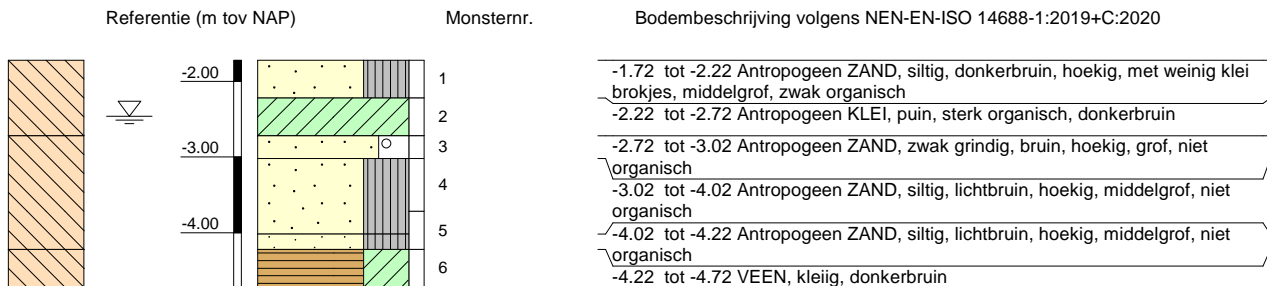 Referentie (m tov NAP) Monsternr. Bodembeschrijving volgens NEN-EN-ISO 14688-1:2019+C:2020
-2.00
-3.00
-4.00
1
2
3
4
5
6
-1.72 tot -2.22 Antropogeen ZAND, siltig, donkerbruin, hoekig, met weinig klei
brokjes, middelgrof, zwak organisch
-2.22 tot -2.72 Antropogeen KLEI, puin, sterk organisch, donkerbruin
-2.72 tot -3.02 Antropogeen ZAND, zwak grindig, bruin, hoekig, grof, niet
organisch
-3.02 tot -4.02 Antropogeen ZAND, siltig, lichtbruin, hoekig, middelgrof, niet
organisch
-4.02 tot -4.22 Antropogeen ZAND, siltig, lichtbruin, hoekig, middelgrof, niet
organisch
-4.22 tot -4.72 VEEN, kleiig, donkerbruin